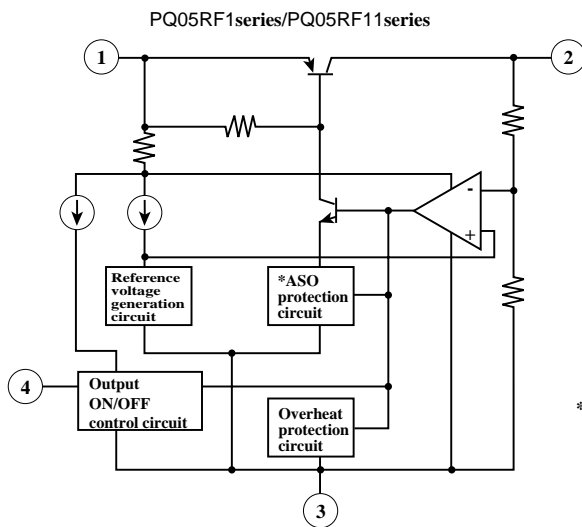 PQ05RF1series/PQ05RF11series
1
2
-
+
Reference
voltage
generation
circuit
*ASO
protection
circuit
4
Output
ON/OFF
control circuit
Overheat
protection
circuit
*
3